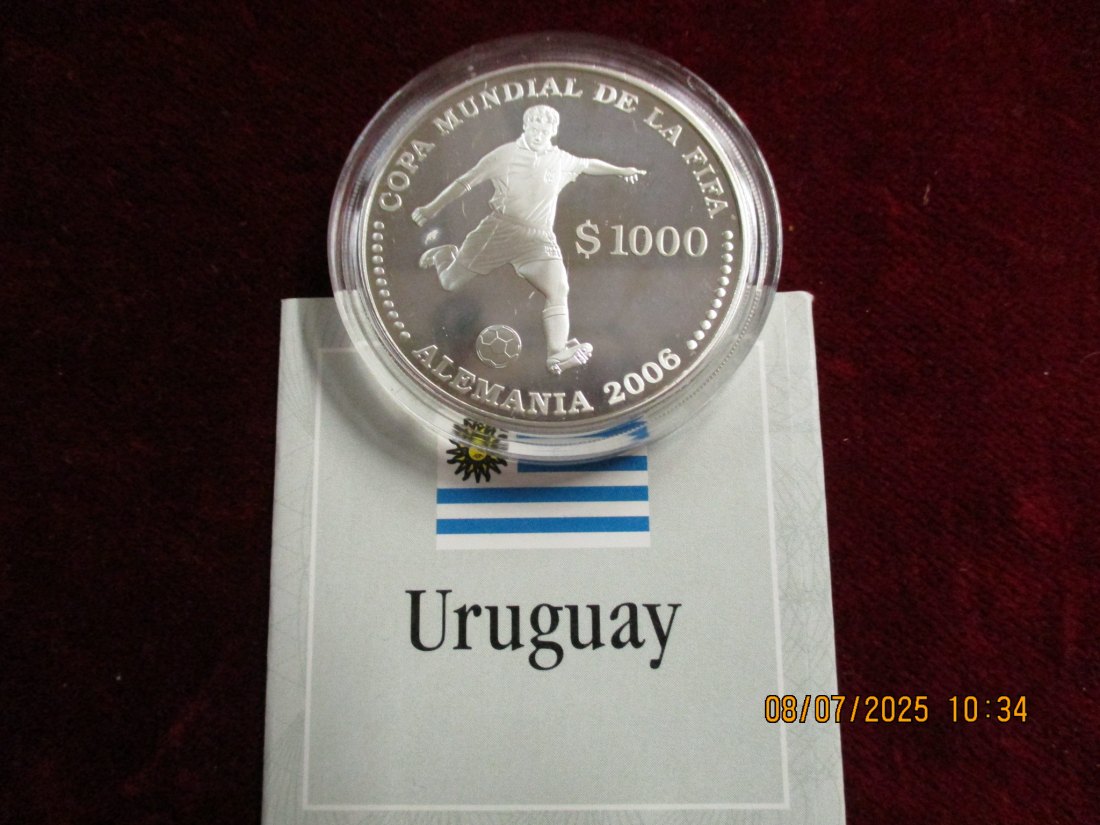 COPA MUNDIAL DE LA FIFA
$ 1000
ALEMANIA 2006
Uruguay
08/07/2025 10:34